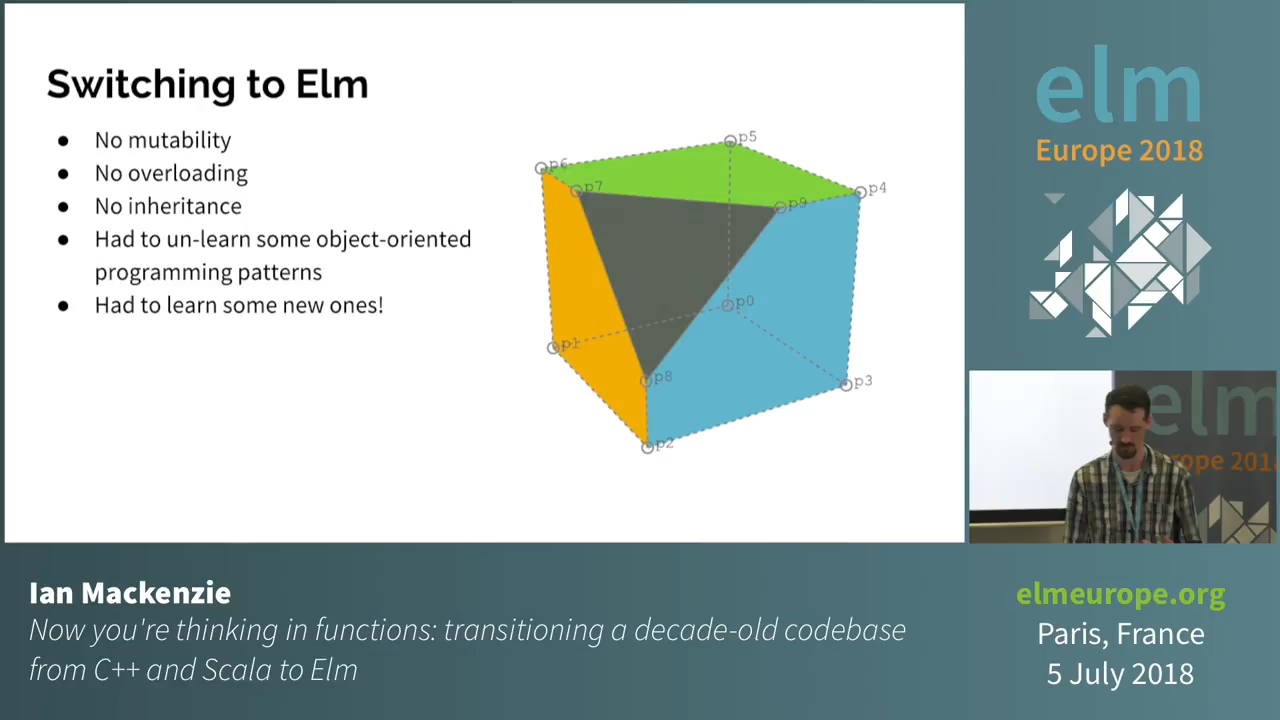 Switching to Elm
● No mutability
● No overloading
● No inheritance
● Had to un-learn some object-oriented
programming patterns
● Had to learn some new ones!
p5
p6
p7
p4
p9
p0
p1
p8
p3
p2
elm
Europe 2018
elm
rope 201
Ian Mackenzie
Now you're thinking in functions: transitioning a decade-old codebase
from C++ and Scala to Elm
elmeurope.org
Paris, France
5 July 2018